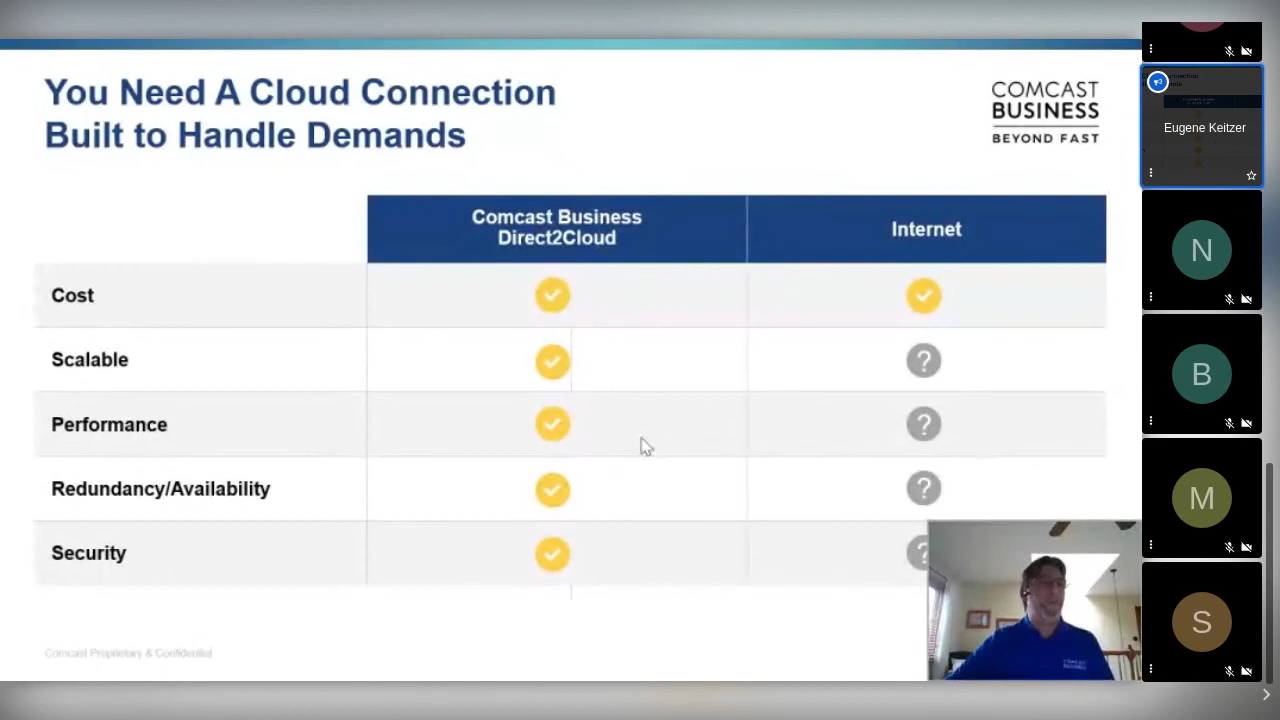 You Need A Cloud Connection
Built to Handle Demands
COMCAST
BUSINESS
BEYOND FAST
Comcast Business
Direct2Cloud
Internet
Cost
Scalable
?
Performance
?
Redundancy/Availability
?
Security
?
Comcast Proprietary & Confidential
Eugene Keitzer
N
B
M
S